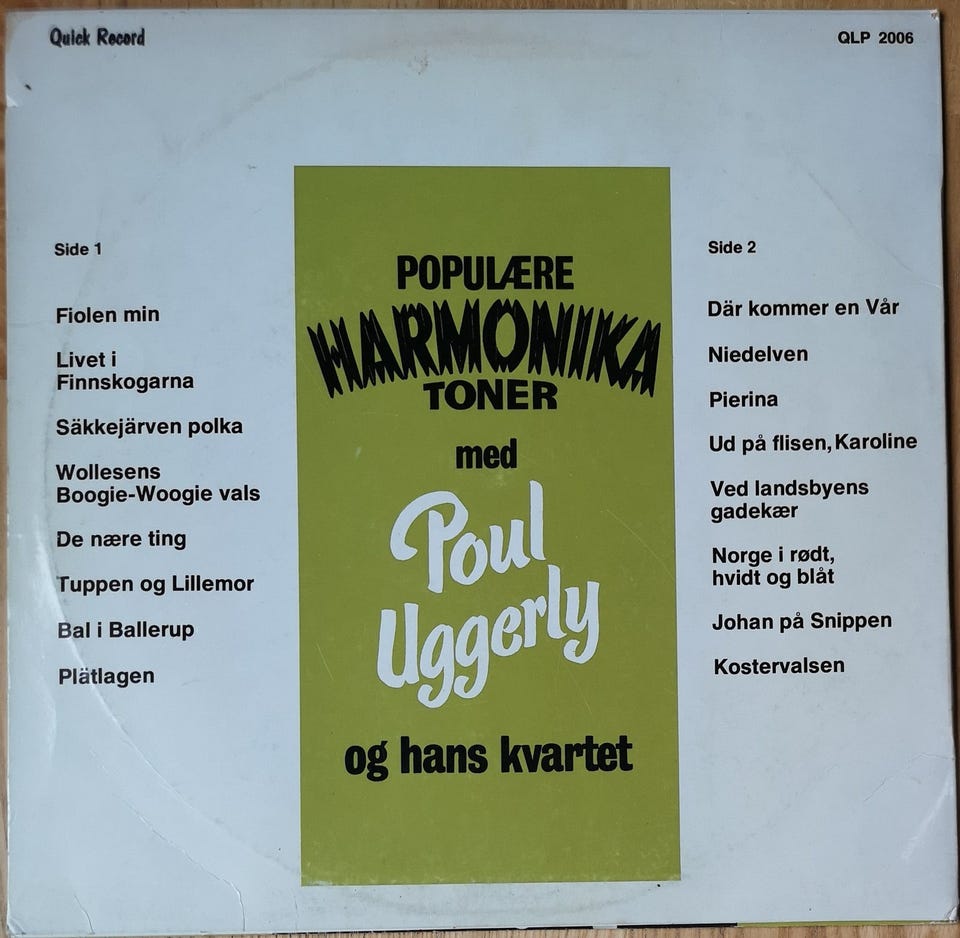 Quick Record
QLP 2006
Side 1
Fiolen min
Livet i
Finnskogarna
Säkkejärven polka
Wollesens
Boogie-Woogie vals
De nære ting
Tuppen og Lillemor
Bal i Ballerup
Plätlagen
POPULÆRE
HARMONIKA
TONER
med
Poul
Uggerly
og hans kvartet
Side 2
Där kommer en Vår
Niedelven
Pierina
Ud på flisen, Karoline
Ved landsbyens
gadekær
Norge i rødt,
hvidt og blåt
Johan på Snippen
Kostervalsen